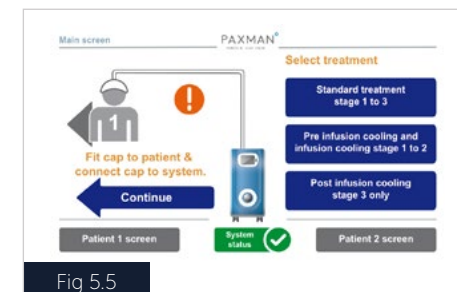 Main screen
PAXMAN
Select treatment
Standard treatment
stage 1 to 3
1
Fit cap to patient &
connect cap to system.
Pre infusion cooling and
infusion cooling stage 1 to 2
Continue
Post infusion cooling
stage 3 only
Patient 1 screen
System
status
Patient 2 screen
Fig 5.5